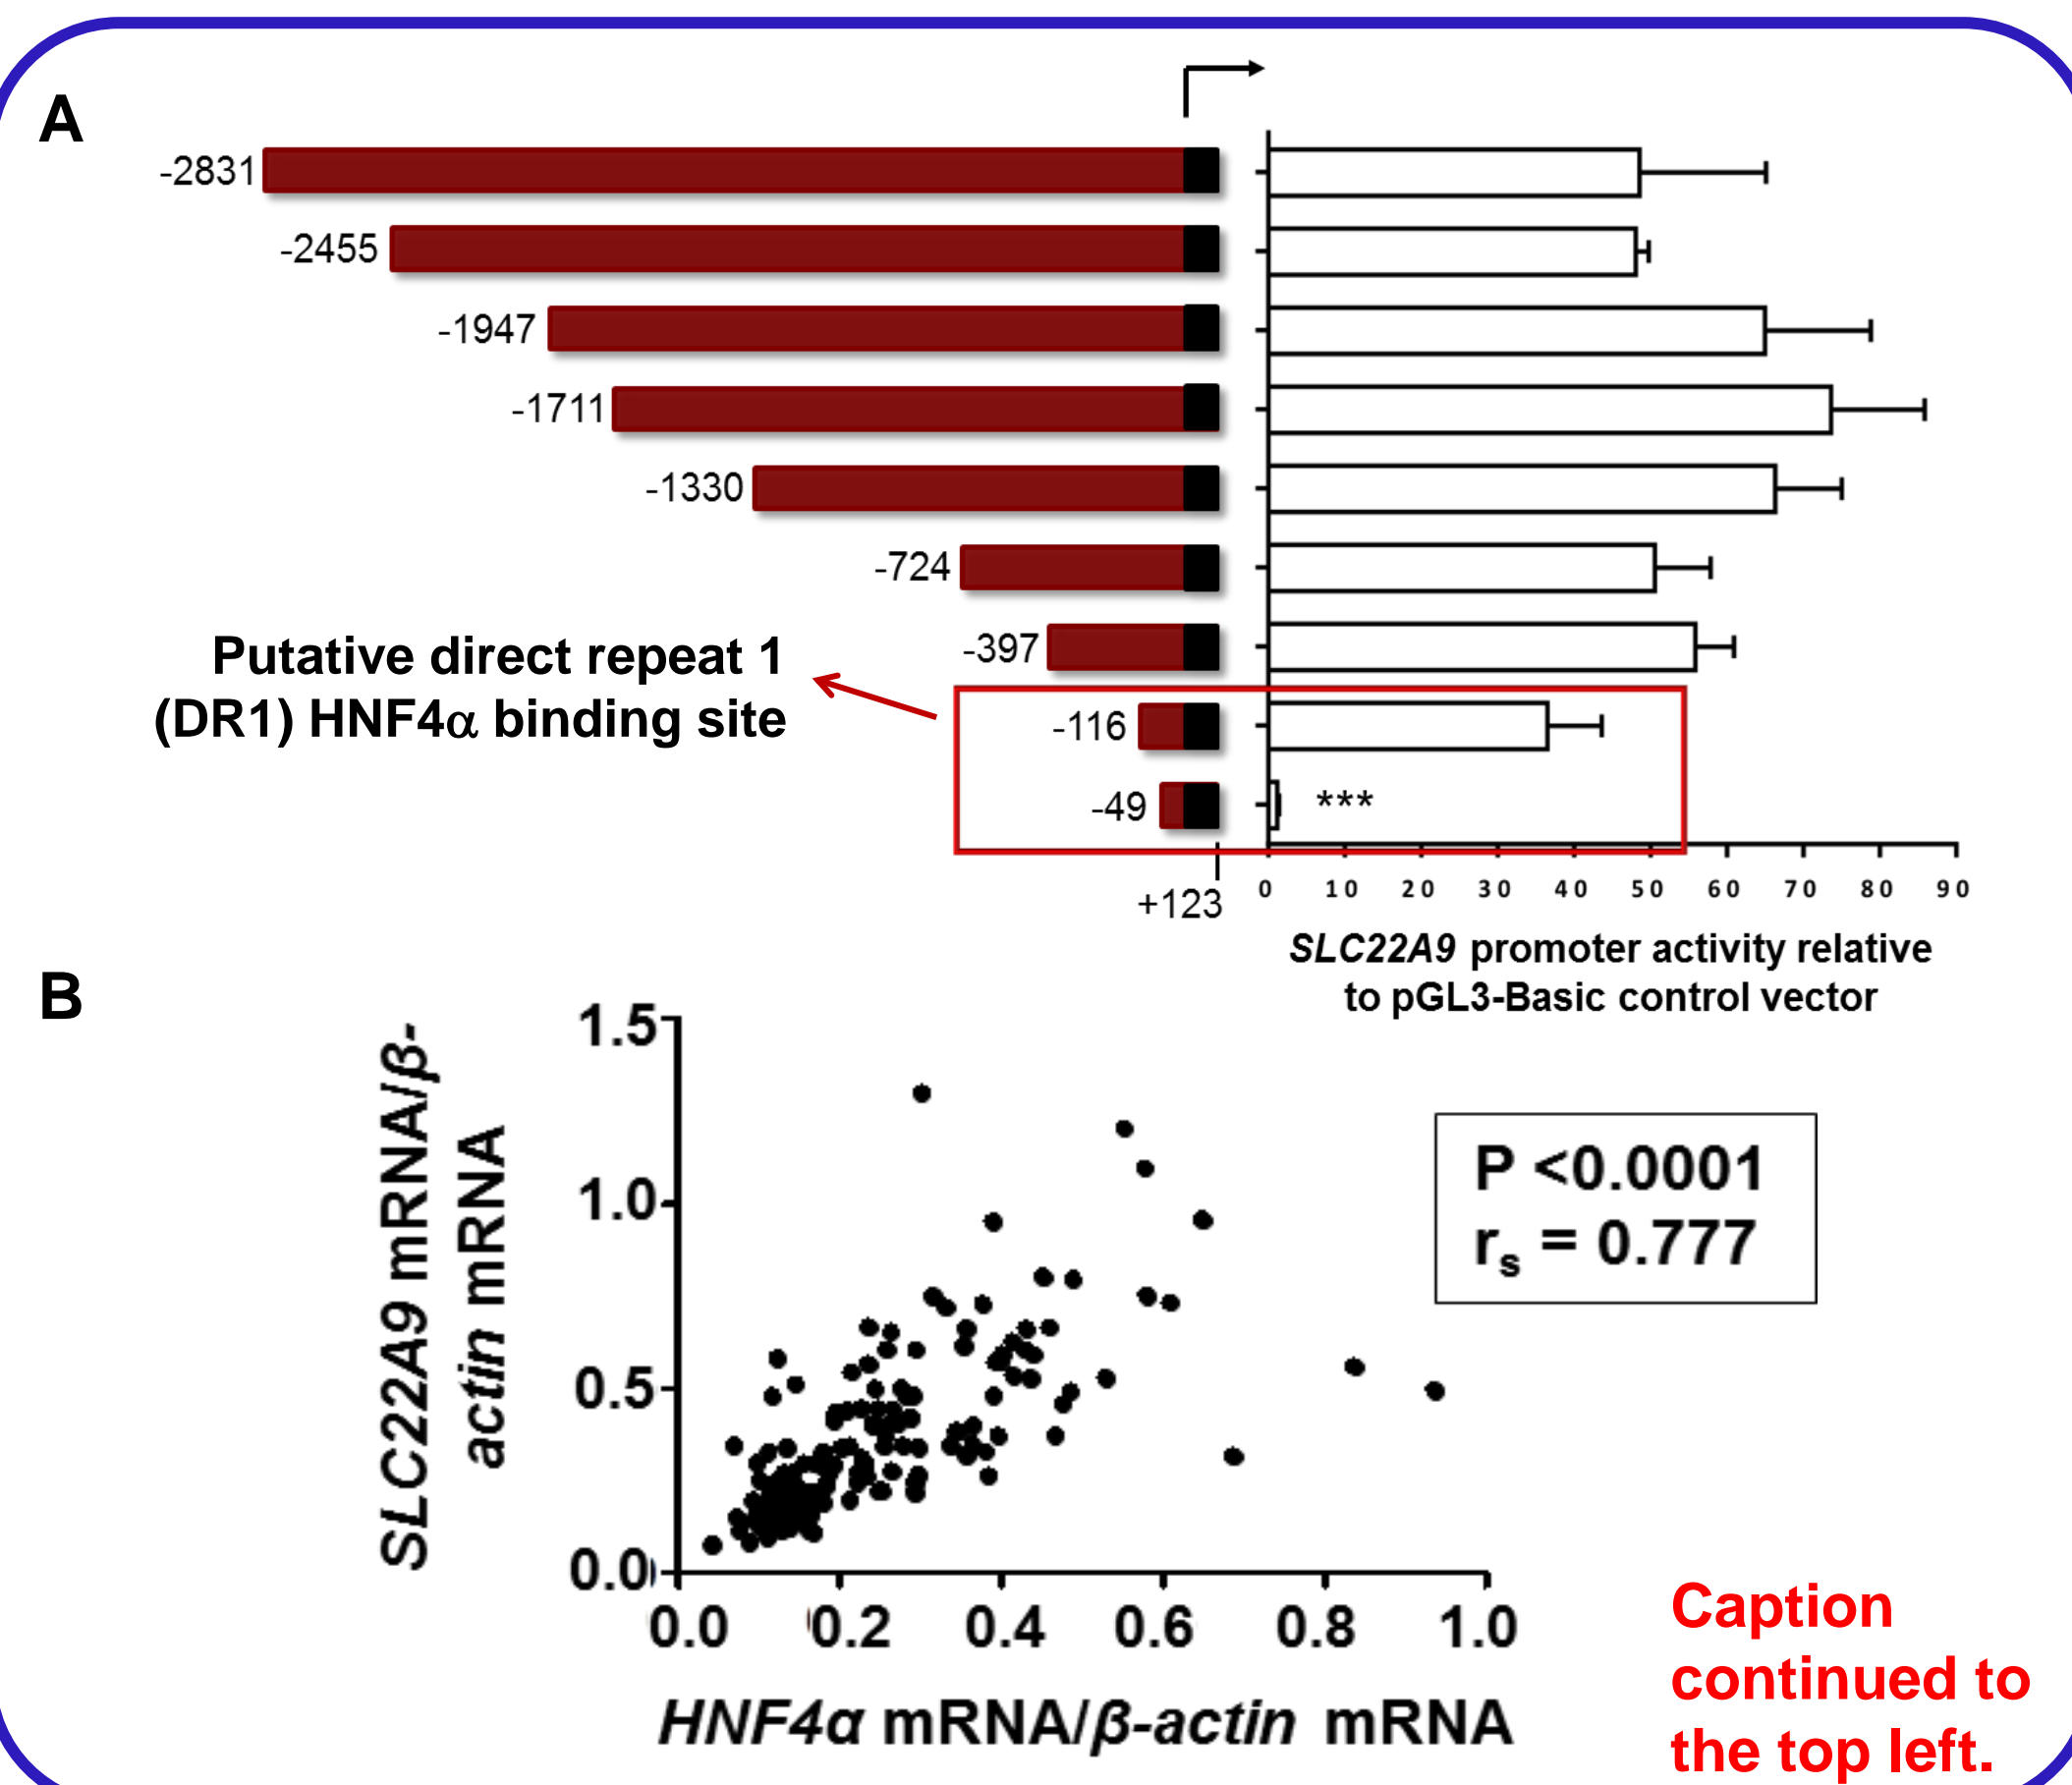 A
-2831
-2455
-1947
-1711
-1330
-724
-397
Putative direct repeat 1
(DR1) HNF4α binding site
-116
-49
***
+123
0 10 20 30 40 50 60 70 80 90
SLC22A9 promoter activity relative
to pGL3-Basic control vector
B
SLC22A9 mRNA/β-
actin mRNA
1.5
1.0
0.5
0.0
P <0.0001
rs = 0.777
0.0 0.2 0.4 0.6 0.8 1.0
HNF4α mRNA/β-actin mRNA
Caption
continued to
the top left.